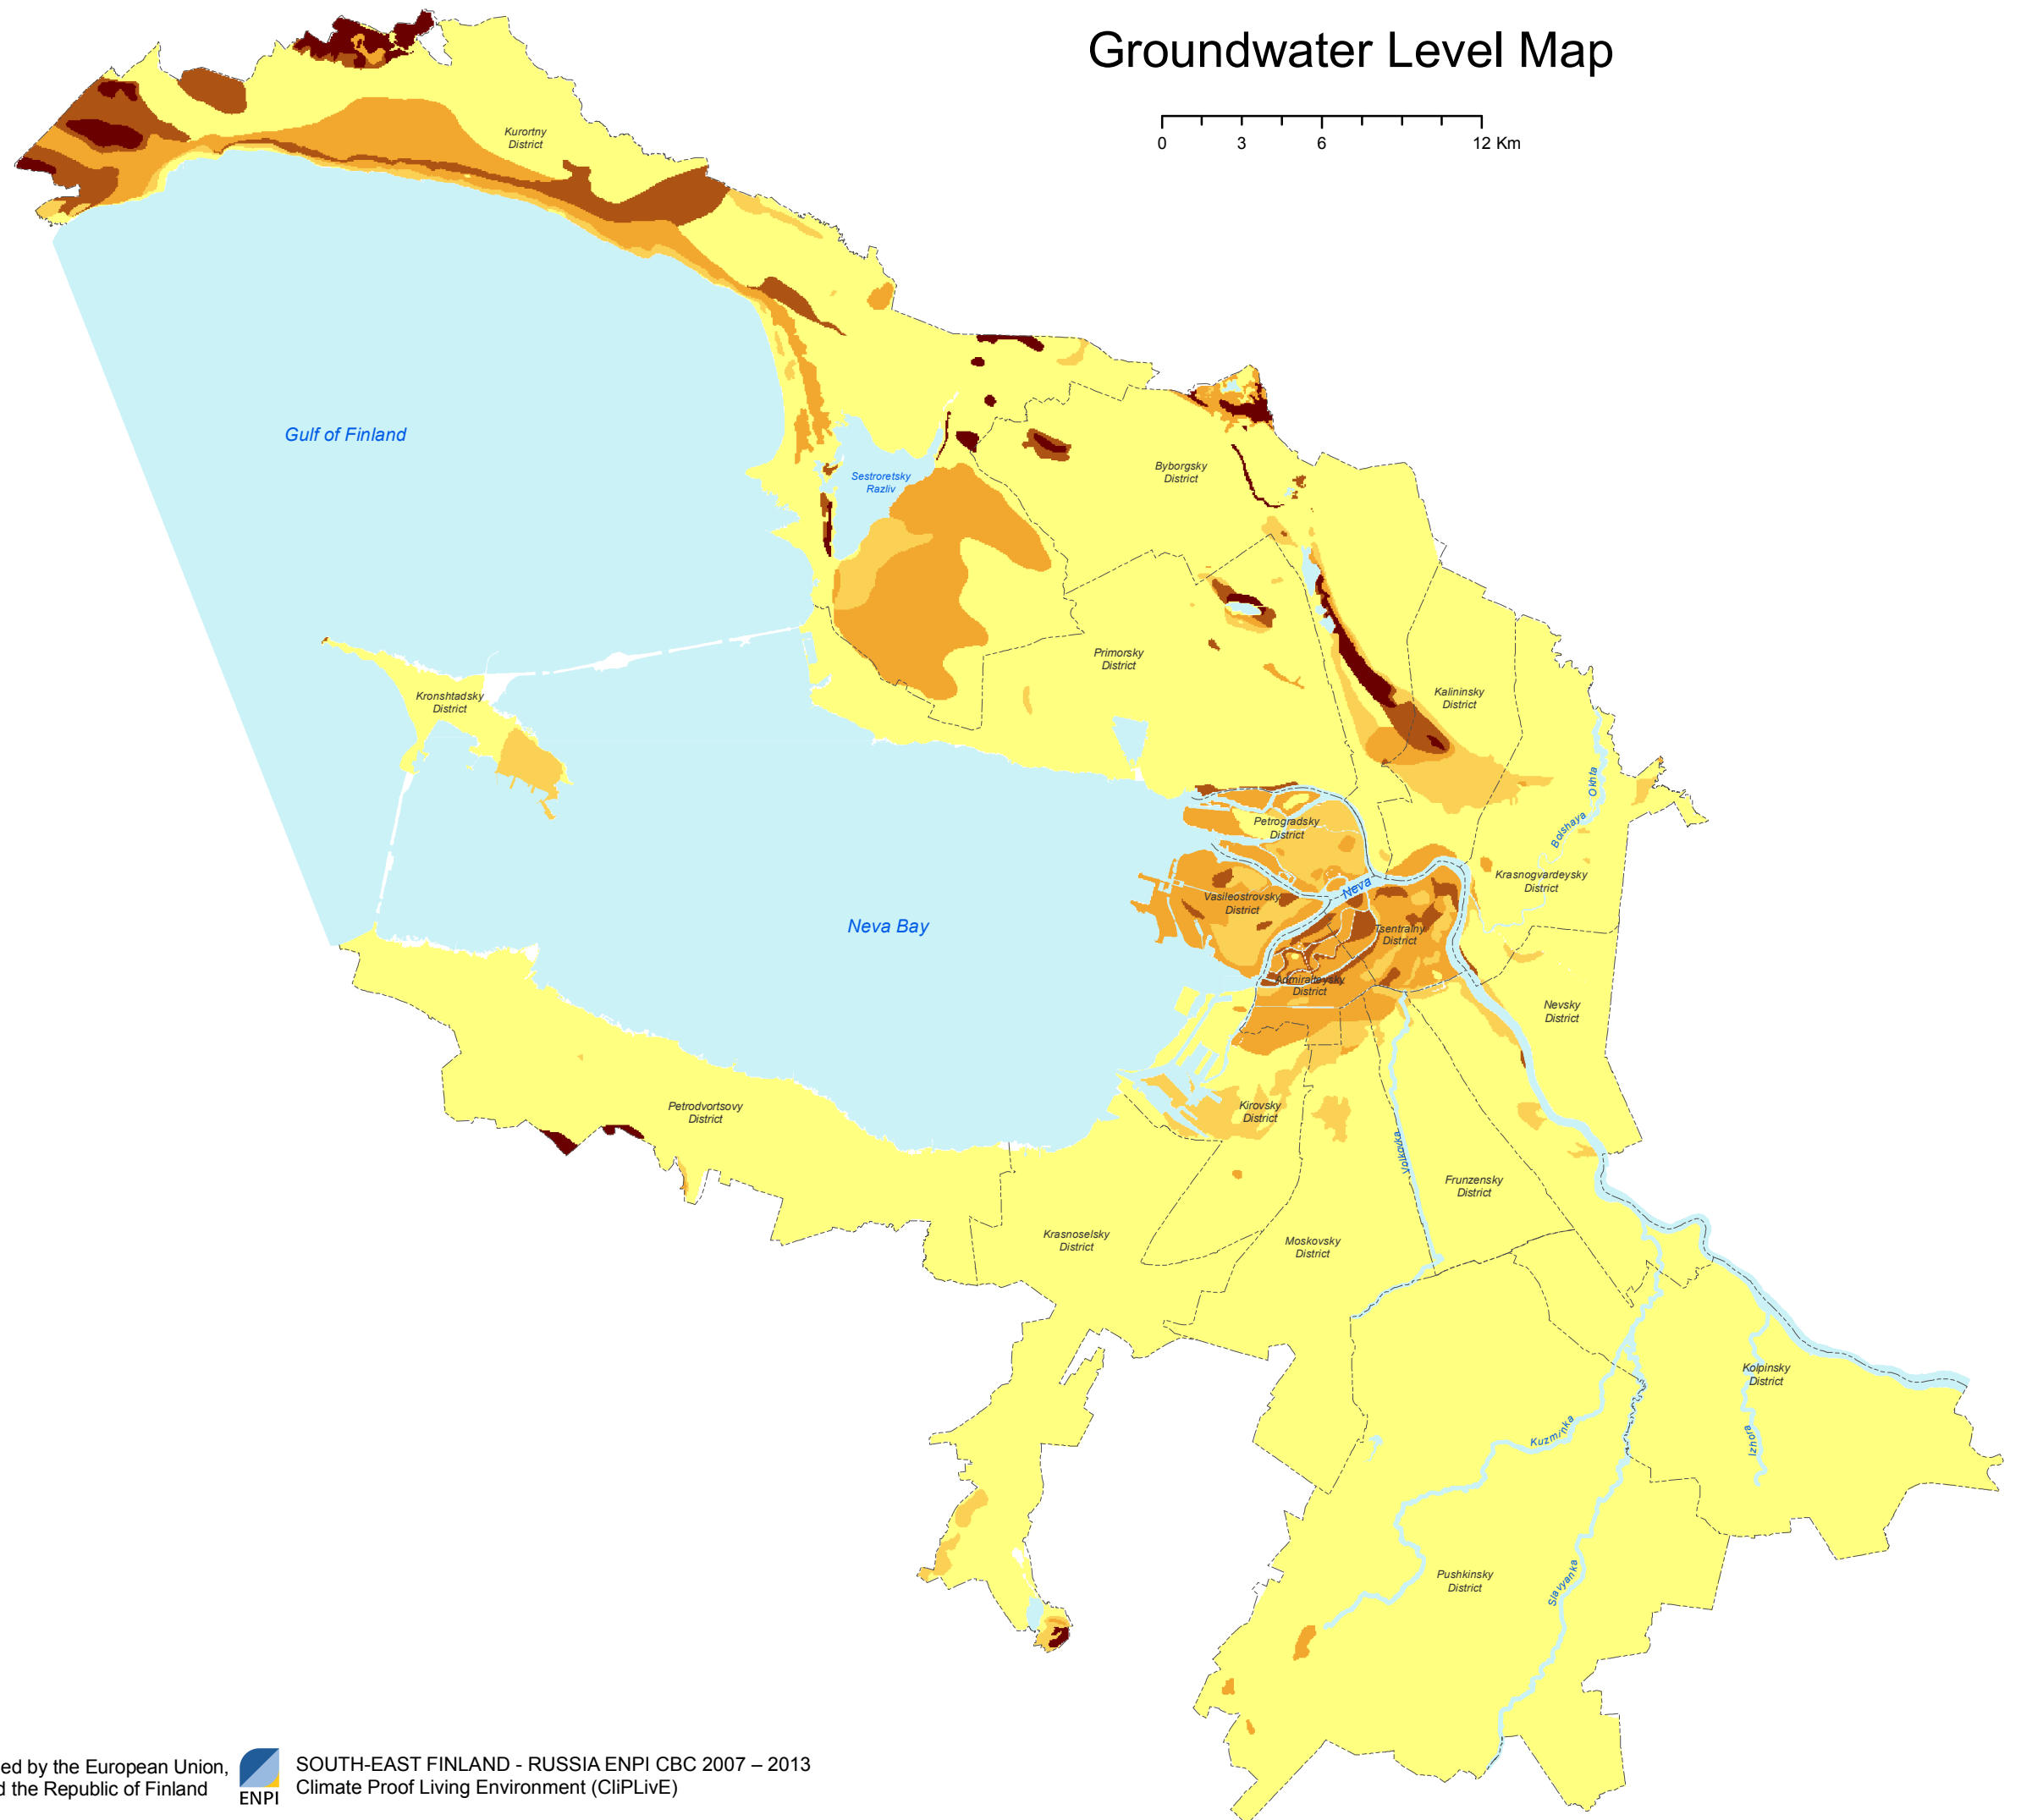 Groundwater Level Map
0 3 6 12 Km
Kurortny
District
Gulf of Finland
Sestroretsky
Razliv
Byborgsky
District
Primorsky
District
Kronshtadsky
District
Kalininsky
District
Okhta
Bolshaya
Petrogradsky
District
Krasnogvardeysky
District
Neva
Vasileostrovsky
District
Neva Bay
Tsentralny
District
Admiralteysky
District
Nevsky
District
Petrodvortsovy
District
Kirovsky
District
Volkovka
Frunzensky
District
Krasnoselsky
District
Moskovsky
District
Kolpinsky
District
Kuzminka
Izhora
Pushkinsky
District
Slavyanka
ed by the European Union,
d the Republic of Finland
ENPI
SOUTH-EAST FINLAND - RUSSIA ENPI CBC 2007 – 2013
Climate Proof Living Environment (CliPLivE)